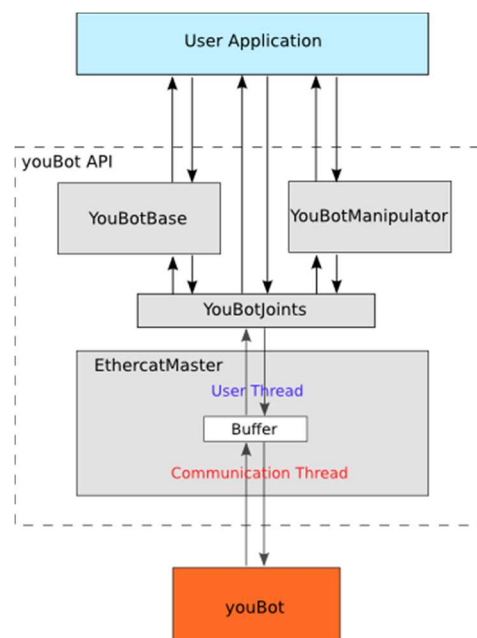 User Application
youBot API
YouBotBase
YouBotManipulator
YouBotJoints
EthercatMaster
User Thread
Buffer
Communication Thread
youBot